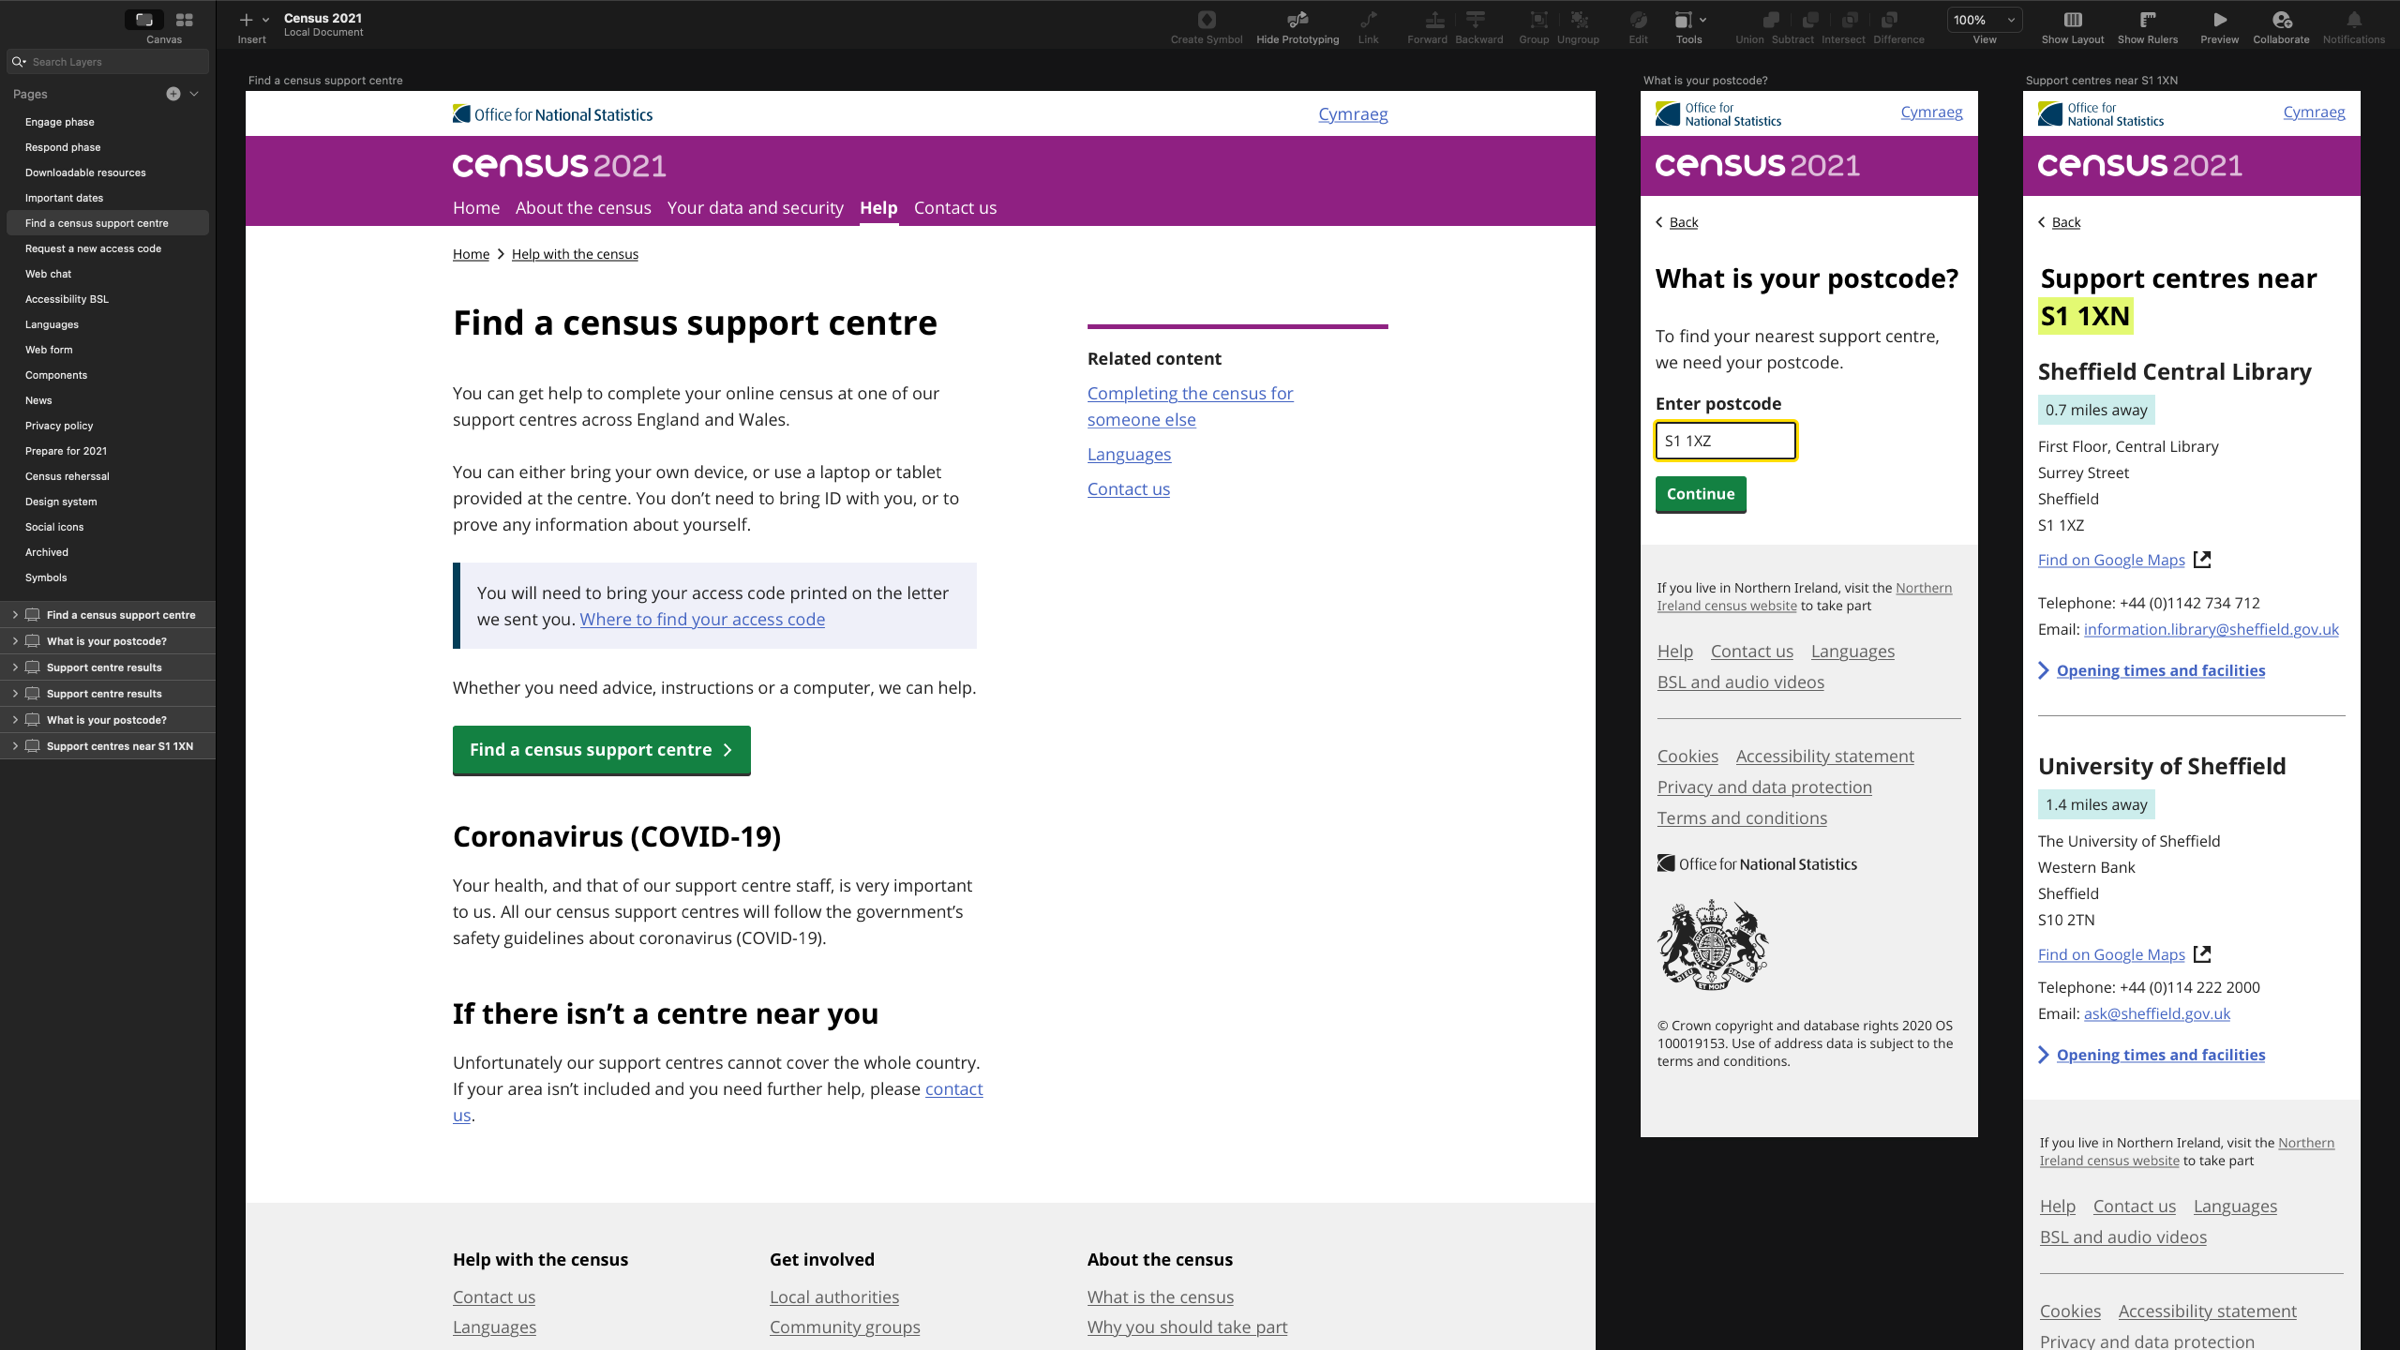 Canvas
Search Layers
Pages
Engage phase
Respond phase
Downloadable resources
Important dates
Find a census support centre
Request a new access code
Web chat
Accessibility BSL
Languages
Web form
Components
News
Privacy policy
Prepare for 2021
Census reherssal
Design system
Social icons
Archived
Symbols
Find a census support centre
What is your postcode?
Support centre results
Support centre results
What is your postcode?
Support centres near S1 1XN
Insert
Census 2021
Local Document
Create Symbol
Hide Prototyping
Link
Forward
Backward
Group
Ungroup
Edit
Tools
Union
Subtract
Intersect
Difference
100%
View
Show Layout
Show Rulers
Preview
Collaborate
Notifications
Find a census support centre
Office for National Statistics
Cymraeg
census 2021
Home About the census Your data and security Help Contact us
Home Help with the census
Find a census support centre
You can get help to complete your online census at one of our
support centres across England and Wales.
You can either bring your own device, or use a laptop or tablet
provided at the centre. You don’t need to bring ID with you, or to
prove any information about yourself.
You will need to bring your access code printed on the letter
we sent you. Where to find your access code
Whether you need advice, instructions or a computer, we can help.
Find a census support centre
Coronavirus (COVID-19)
Your health, and that of our support centre staff, is very important
to us. All our census support centres will follow the government’s
safety guidelines about coronavirus (COVID-19).
If there isn’t a centre near you
Unfortunately our support centres cannot cover the whole country.
If your area isn’t included and you need further help, please contact
us.
Related content
Completing the census for
someone else
Languages
Contact us
Help with the census
Contact us
Languages
Get involved
Local authorities
Community groups
About the census
What is the census
Why you should take part
What is your postcode?
Office for
National Statistics
Cymraeg
census 2021
Back
What is your postcode?
To find your nearest support centre,
we need your postcode.
Enter postcode
S1 1XZ
Continue
If you live in Northern Ireland, visit the Northern
Ireland census website to take part
Help Contact us Languages
BSL and audio videos
Cookies Accessibility statement
Privacy and data protection
Terms and conditions
Office for National Statistics
DIEU ET MON DROIT
© Crown copyright and database rights 2020 OS
100019153. Use of address data is subject to the
terms and conditions.
Support centres near S1 1XN
Office for
National Statistics
Cymraeg
census 2021
Back
Support centres near
S1 1XN
Sheffield Central Library
0.7 miles away
First Floor, Central Library
Surrey Street
Sheffield
S1 1XZ
Find on Google Maps
Telephone: +44 (0)1142 734 712
Email: information.library@sheffield.gov.uk
Opening times and facilities
University of Sheffield
1.4 miles away
The University of Sheffield
Western Bank
Sheffield
S10 2TN
Find on Google Maps
Telephone: +44 (0)114 222 2000
Email: ask@sheffield.gov.uk
Opening times and facilities
If you live in Northern Ireland, visit the Northern
Ireland census website to take part
Help Contact us Languages
BSL and audio videos
Cookies Accessibility statement
Privacy and data protection